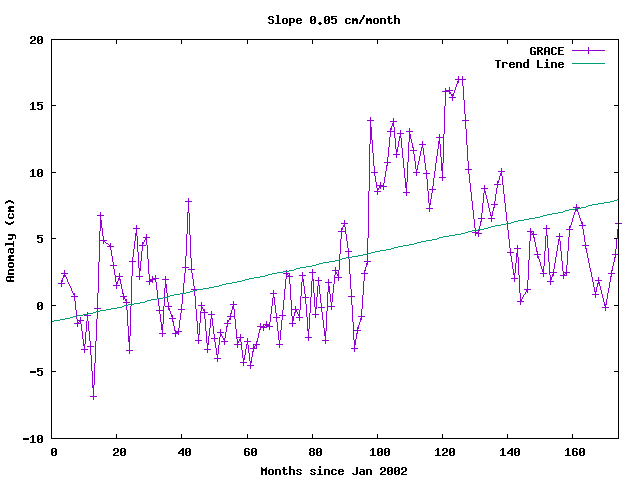 Slope 0.05 cm/month
GRACE
Trend Line
20
15
10
5
0
-5
-10
Anomaly (cm)
0 20 40 60 80 100 120 140 160
Months since Jan 2002